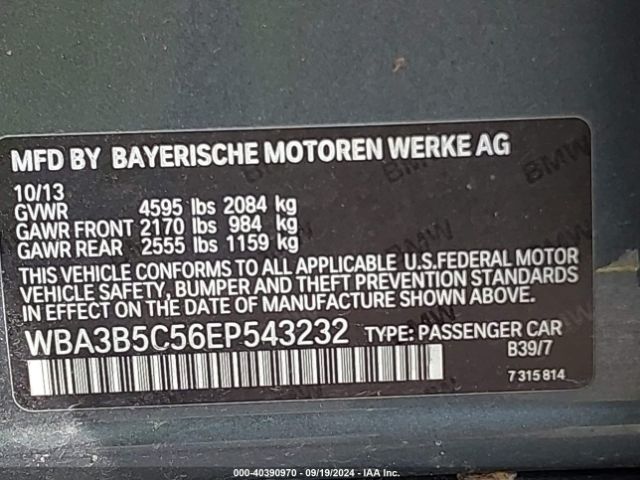 MFD BY BAYERISCHE MOTOREN WERKE AG
10/13
GVWR 4595 lbs 2084 kg
GAWR FRONT 2170 lbs 984 kg
GAWR REAR 2555 lbs 1159 kg
THIS VEHICLE CONFORMS TO ALL APPLICABLE U.S.FEDERAL MOTOR
VEHICLE SAFETY, BUMPER AND THEFT PREVENTION STANDARDS
IN EFFECT ON THE DATE OF MANUFACTURE SHOWN ABOVE.
WBA3B5C56EP543232 TYPE: PASSENGER CAR
B39/7
7 315 814
000-40390970 - 09/19/2024 - IAA Inc.